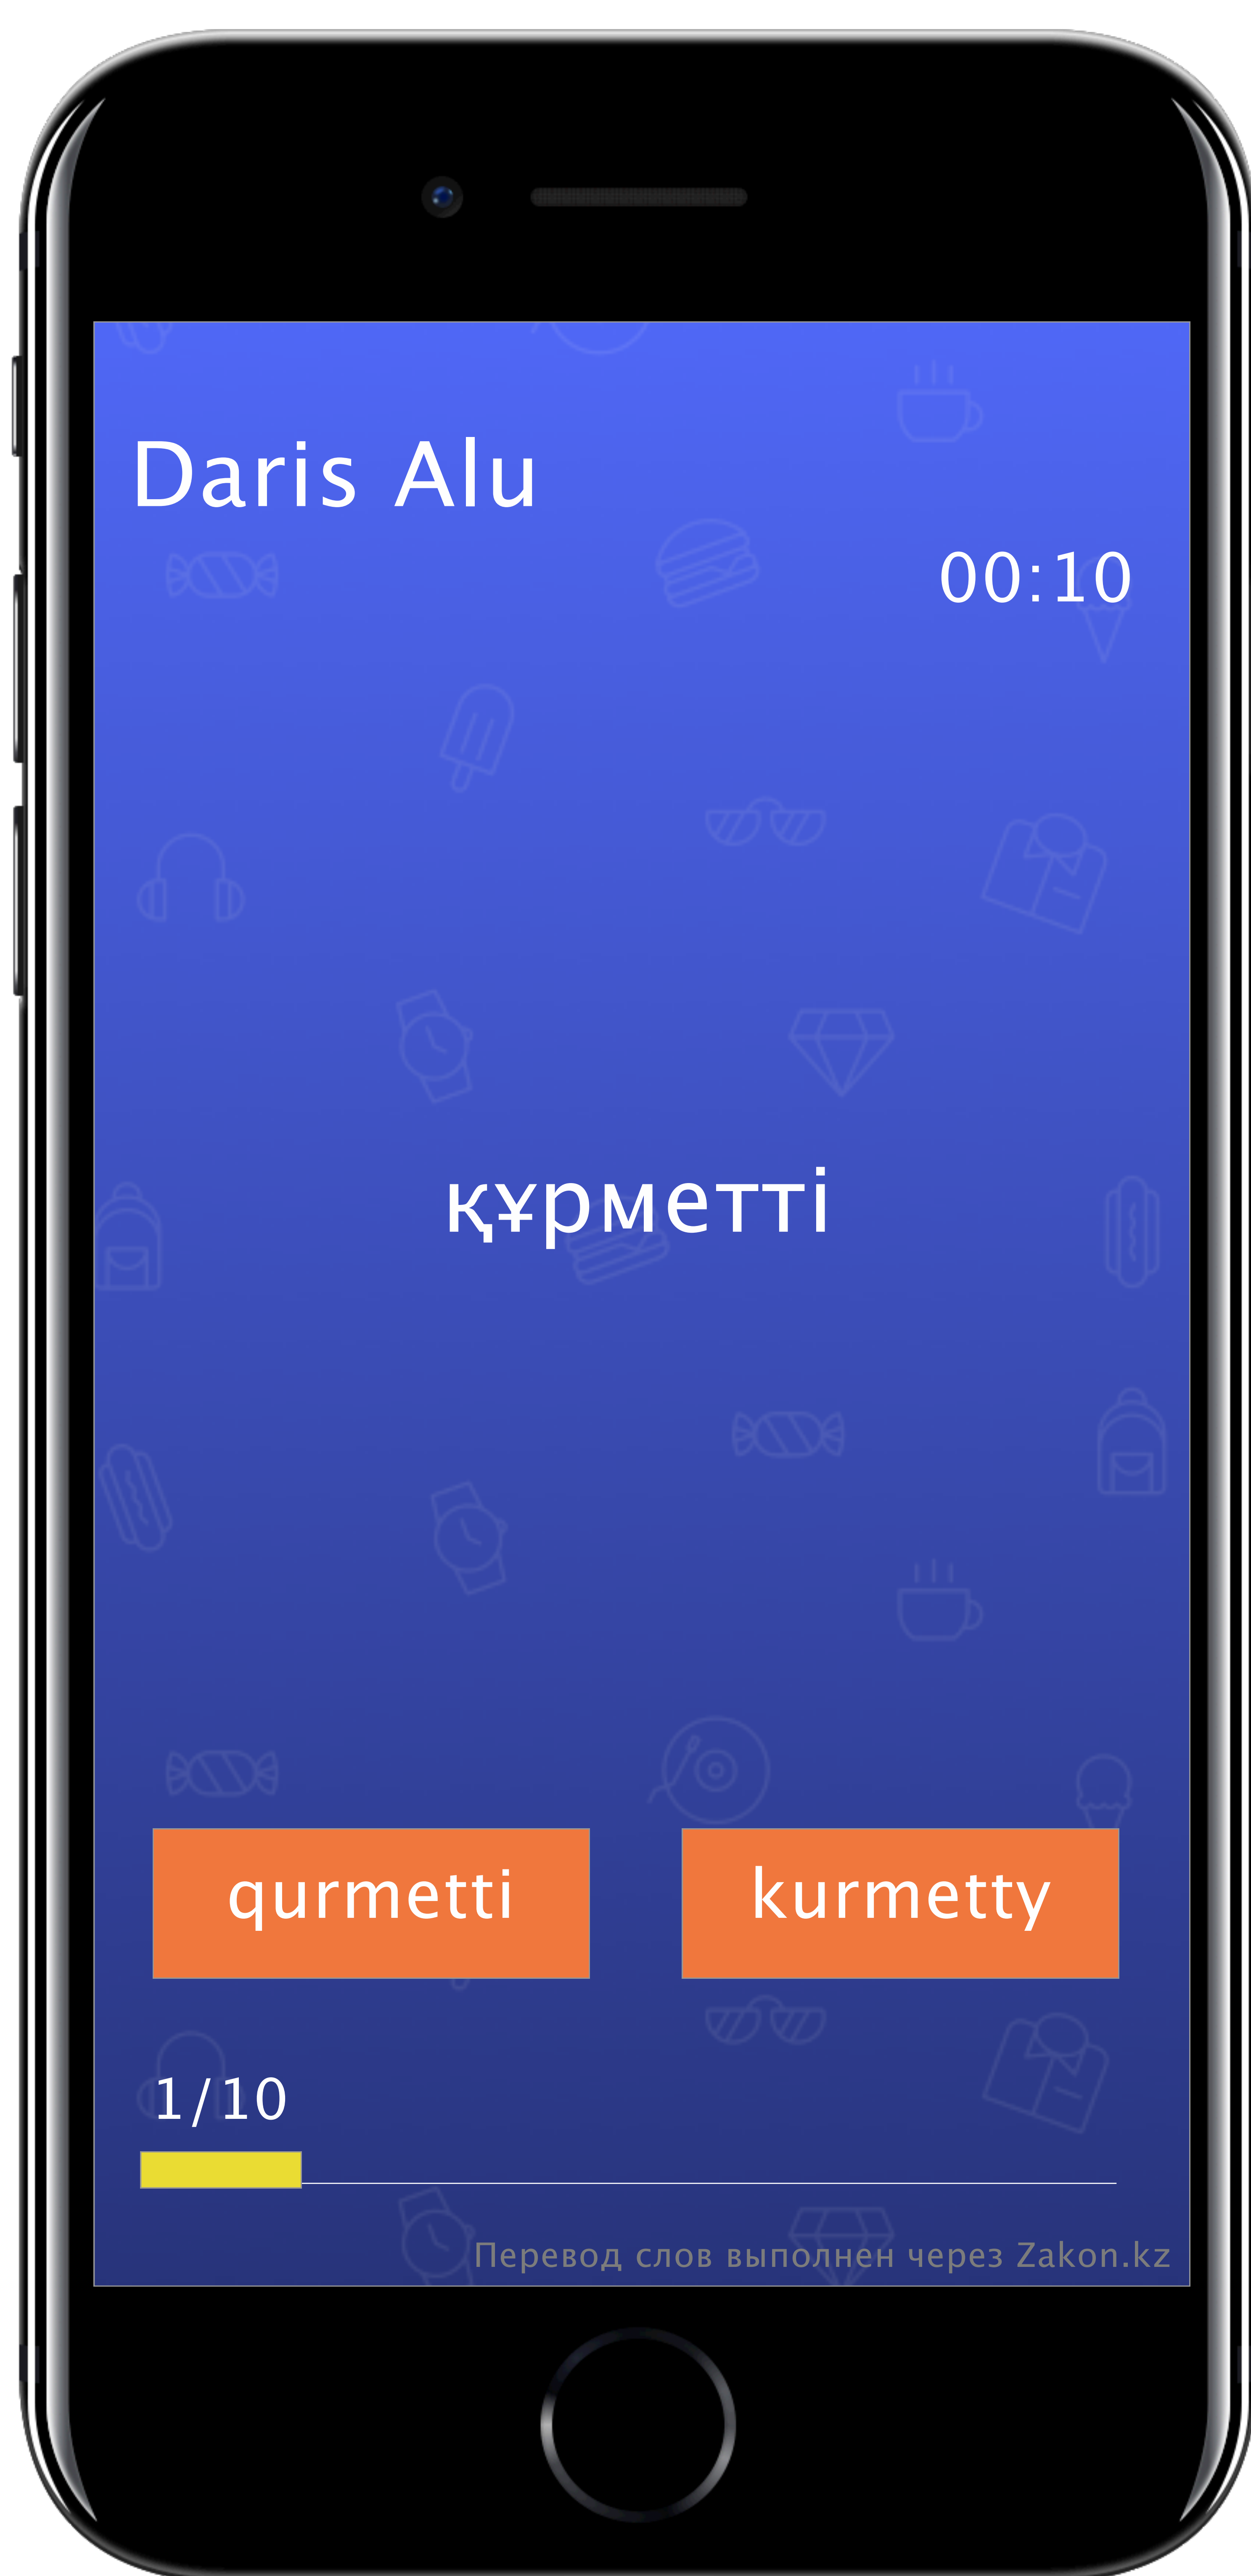 Daris Alu
00:10
құрметті
qurmetti
kurmetty
1/10
Перевод слов выполнен через Zakon.kz